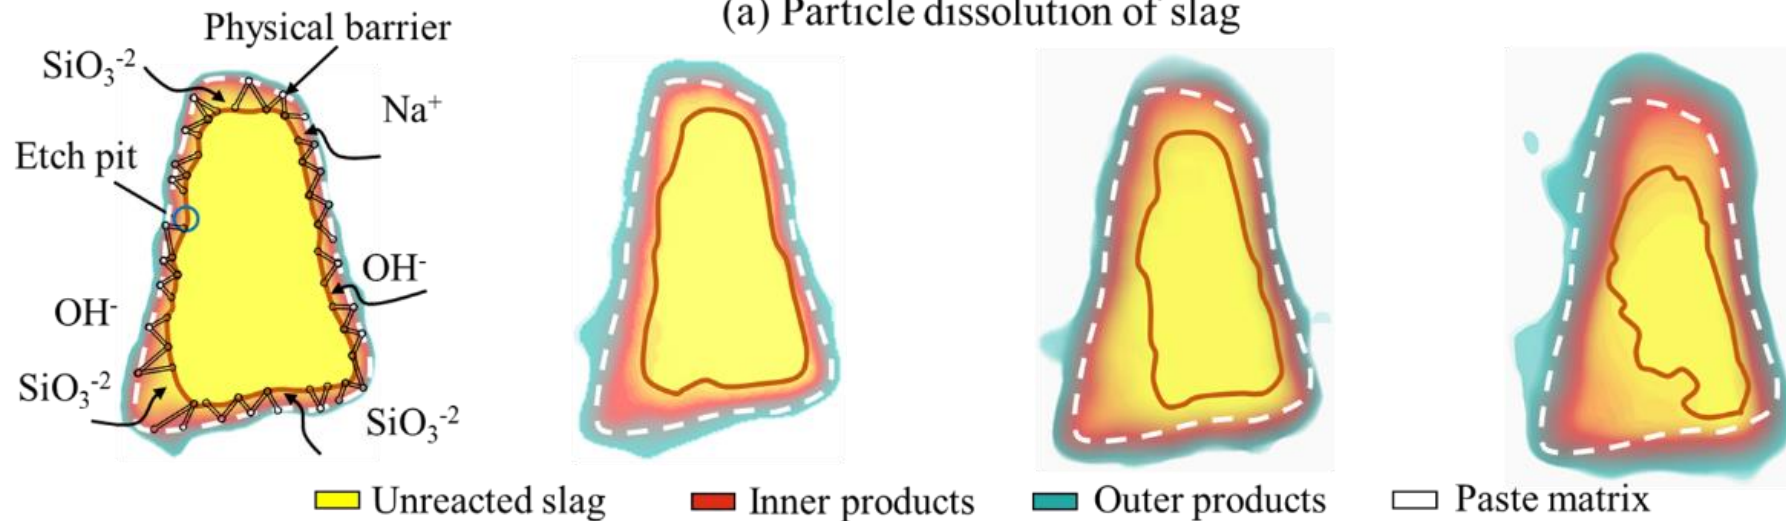 (a) Particle dissolution of slag
Physical barrier
SiO₃⁻²
Na⁺
Etch pit
OH⁻
OH⁻
SiO₃⁻²
SiO₃⁻²
Unreacted slag
Inner products
Outer products
Paste matrix